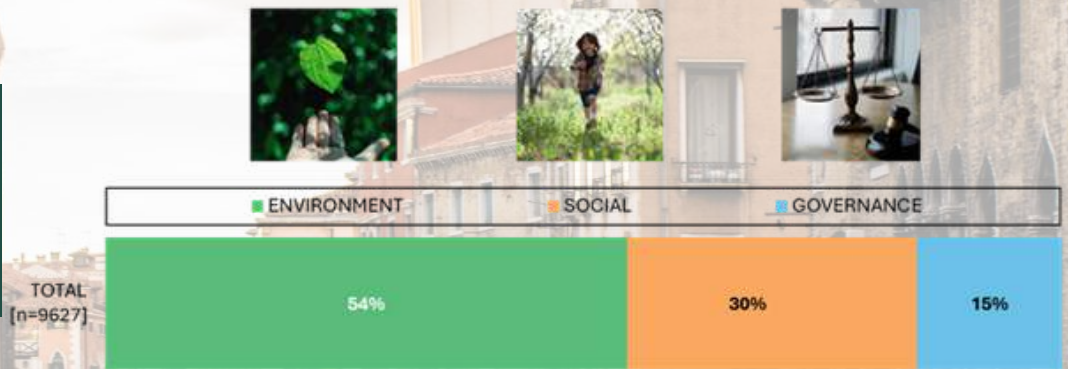 ENVIRONMENT SOCIAL GOVERNANCE
TOTAL
[n=9627]
54% 30% 15%